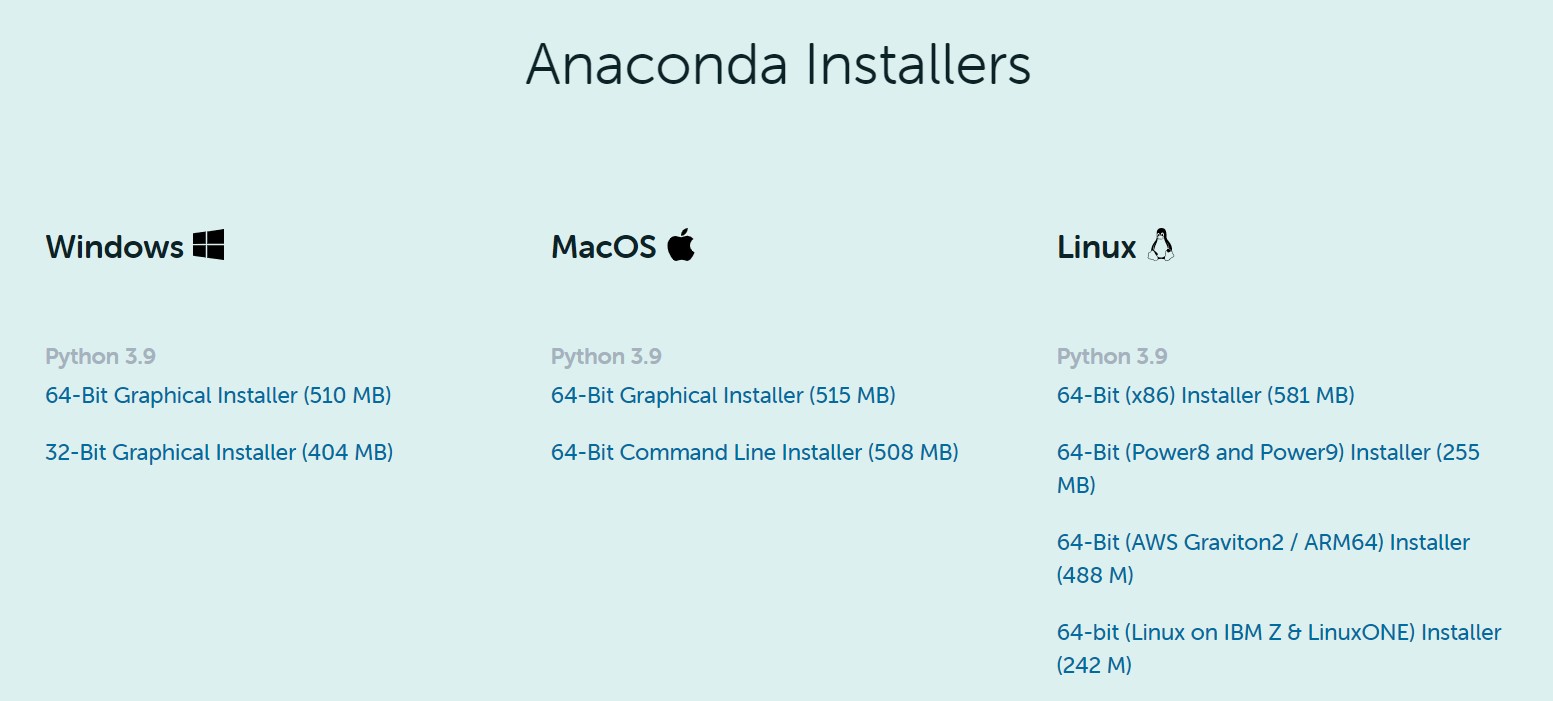 Anaconda Installers
Windows
Python 3.9
64-Bit Graphical Installer (510 MB)
32-Bit Graphical Installer (404 MB)
MacOS
Python 3.9
64-Bit Graphical Installer (515 MB)
64-Bit Command Line Installer (508 MB)
Linux
Python 3.9
64-Bit (x86) Installer (581 MB)
64-Bit (Power8 and Power9) Installer (255
MB)
64-Bit (AWS Graviton2 / ARM64) Installer
(488 M)
64-bit (Linux on IBM Z & LinuxONE) Installer
(242 M)